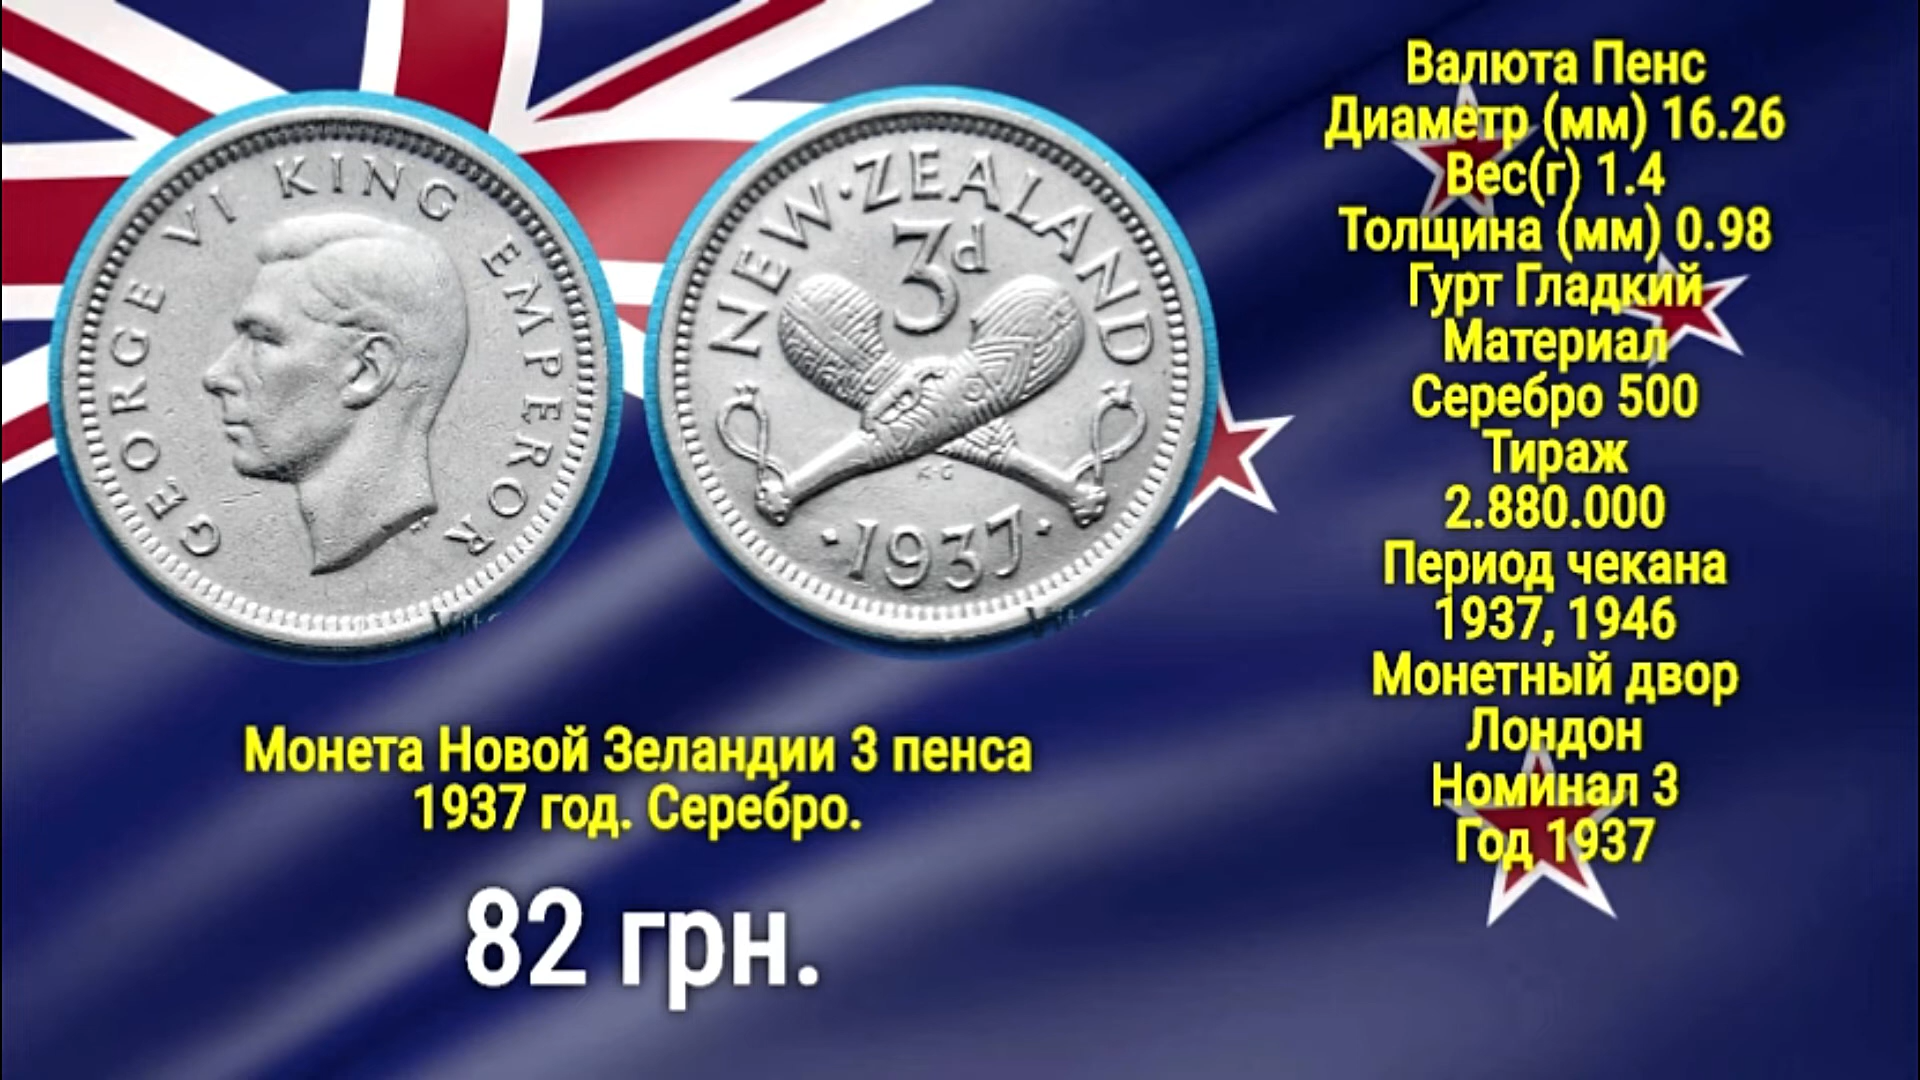 GEORGE VI KING EMPEROR
NEW·ZEALAND
3d
K·G
·1937·
Монета Новой Зеландии 3 пенса
1937 год. Серебро.
82 грн.
Валюта Пенс
Диаметр (мм) 16.26
Вес(г) 1.4
Толщина (мм) 0.98
Гурт Гладкий
Материал
Серебро 500
Тираж
2.880.000
Период чекана
1937, 1946
Монетный двор
Лондон
Номинал 3
Год 1937